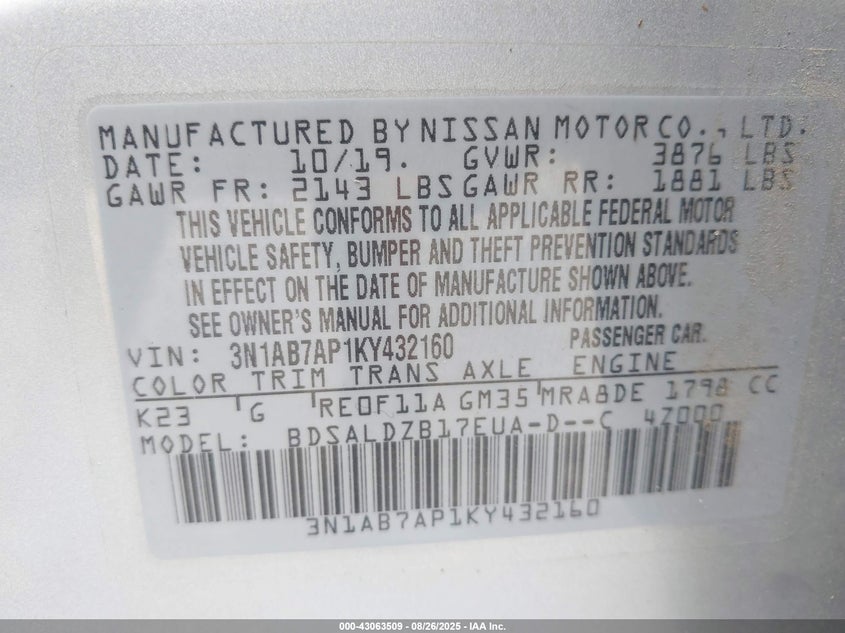 MANUFACTURED BY NISSAN MOTOR CO., LTD.
DATE: 10/19. GVWR: 3876 LBS
GAWR FR: 2143 LBS GAWR RR: 1881 LBS
THIS VEHICLE CONFORMS TO ALL APPLICABLE FEDERAL MOTOR
VEHICLE SAFETY, BUMPER AND THEFT PREVENTION STANDARDS
IN EFFECT ON THE DATE OF MANUFACTURE SHOWN ABOVE.
SEE OWNER'S MANUAL FOR ADDITIONAL INFORMATION.
VIN: 3N1AB7AP1KY432160 PASSENGER CAR.
COLOR TRIM TRANS AXLE ENGINE
K23 G RE0F11A GM35 MRA8DE 1798 CC
MODEL: BDSALDZB17EUA-D--C 4Z000
3N1AB7AP1KY432160
000-43063509 - 08/26/2025 - IAA Inc.